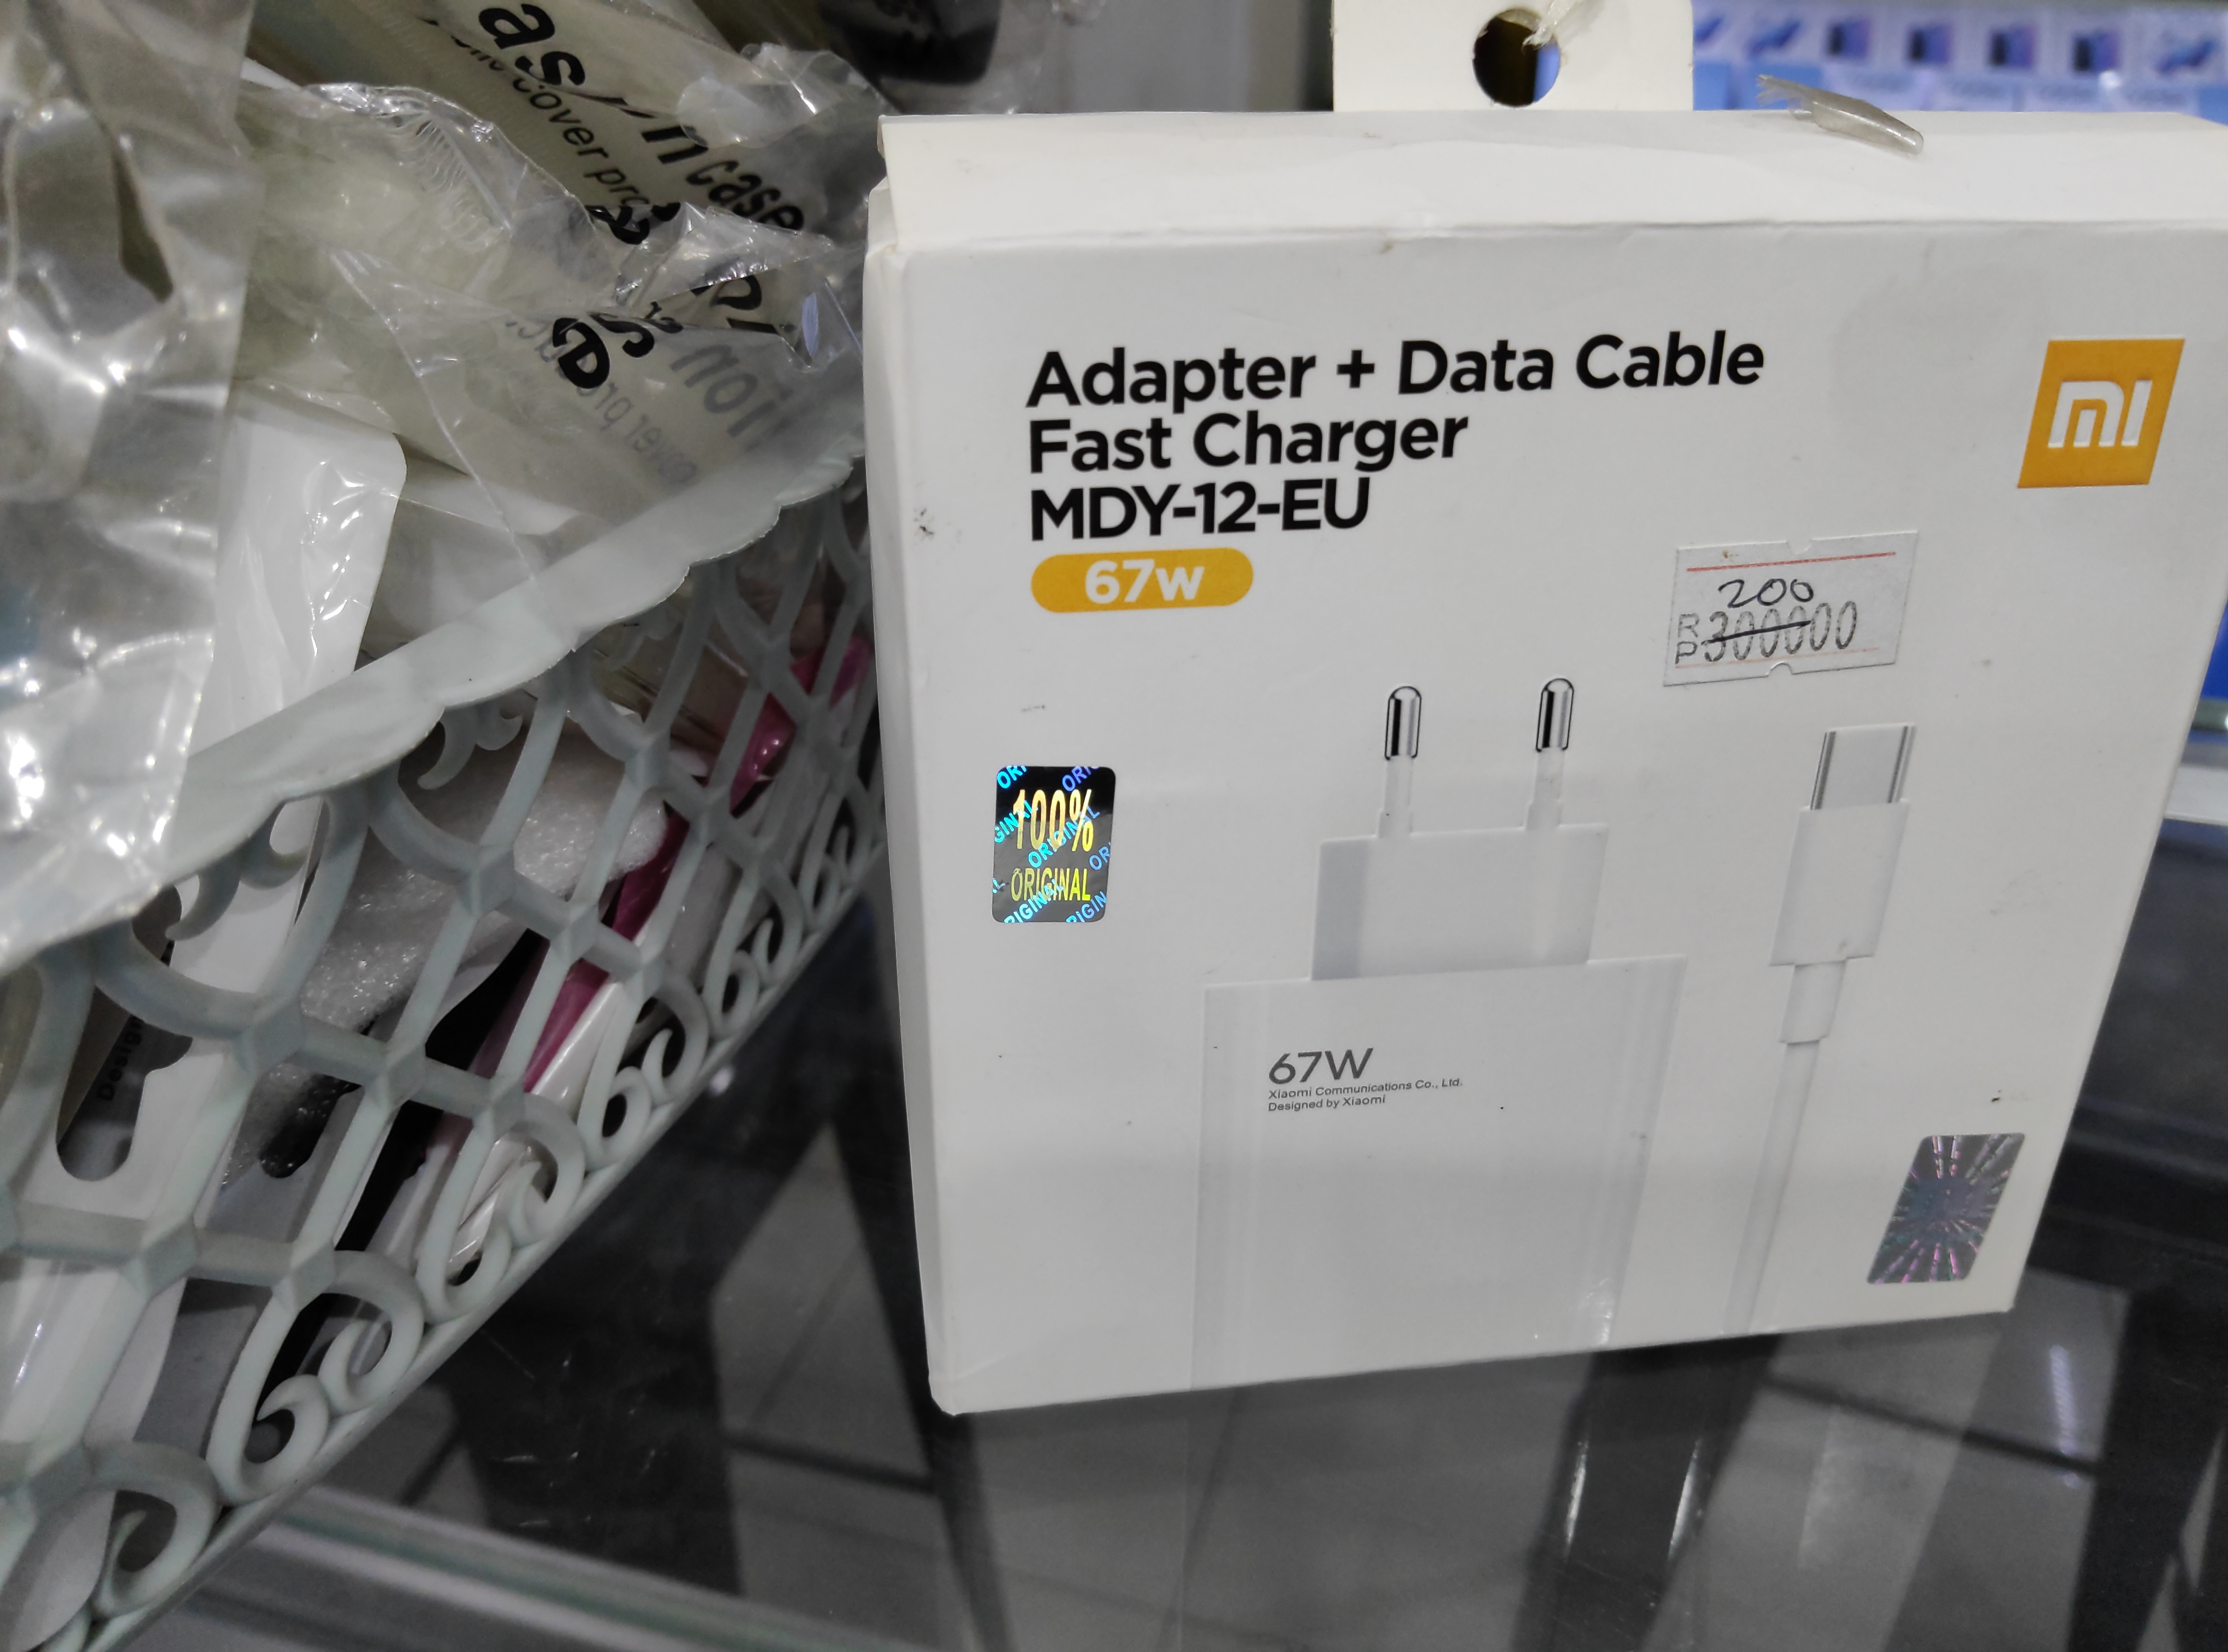 case
Adapter + Data Cable
Fast Charger
MDY-12-EU
67w
mi
200
RP 300000
100%
ORIGINAL
67W
Xiaomi Communications Co., Ltd.
Designed by Xiaomi